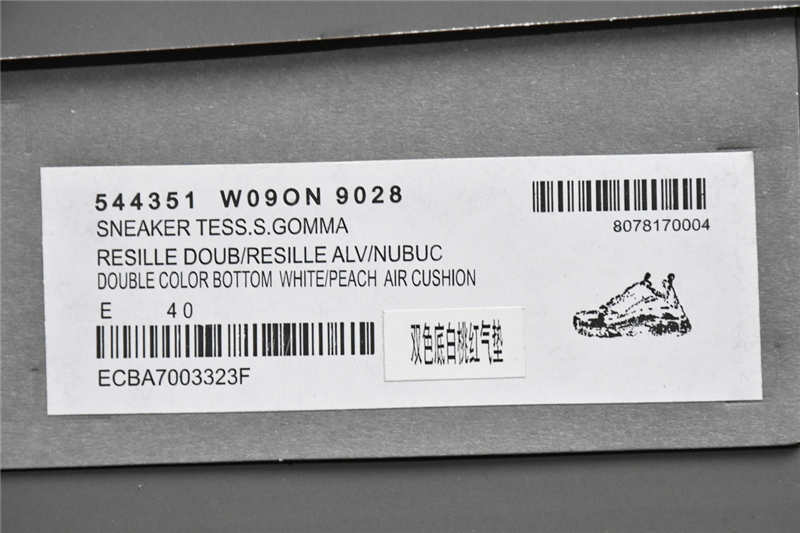 544351 W09ON 9028
SNEAKER TESS.S.GOMMA
RESILLE DOUB/RESILLE ALV/NUBUC
DOUBLE COLOR BOTTOM WHITE/PEACH AIR CUSHION
E 40
ECBA7003323F
8078170004
双色底白桃红气垫